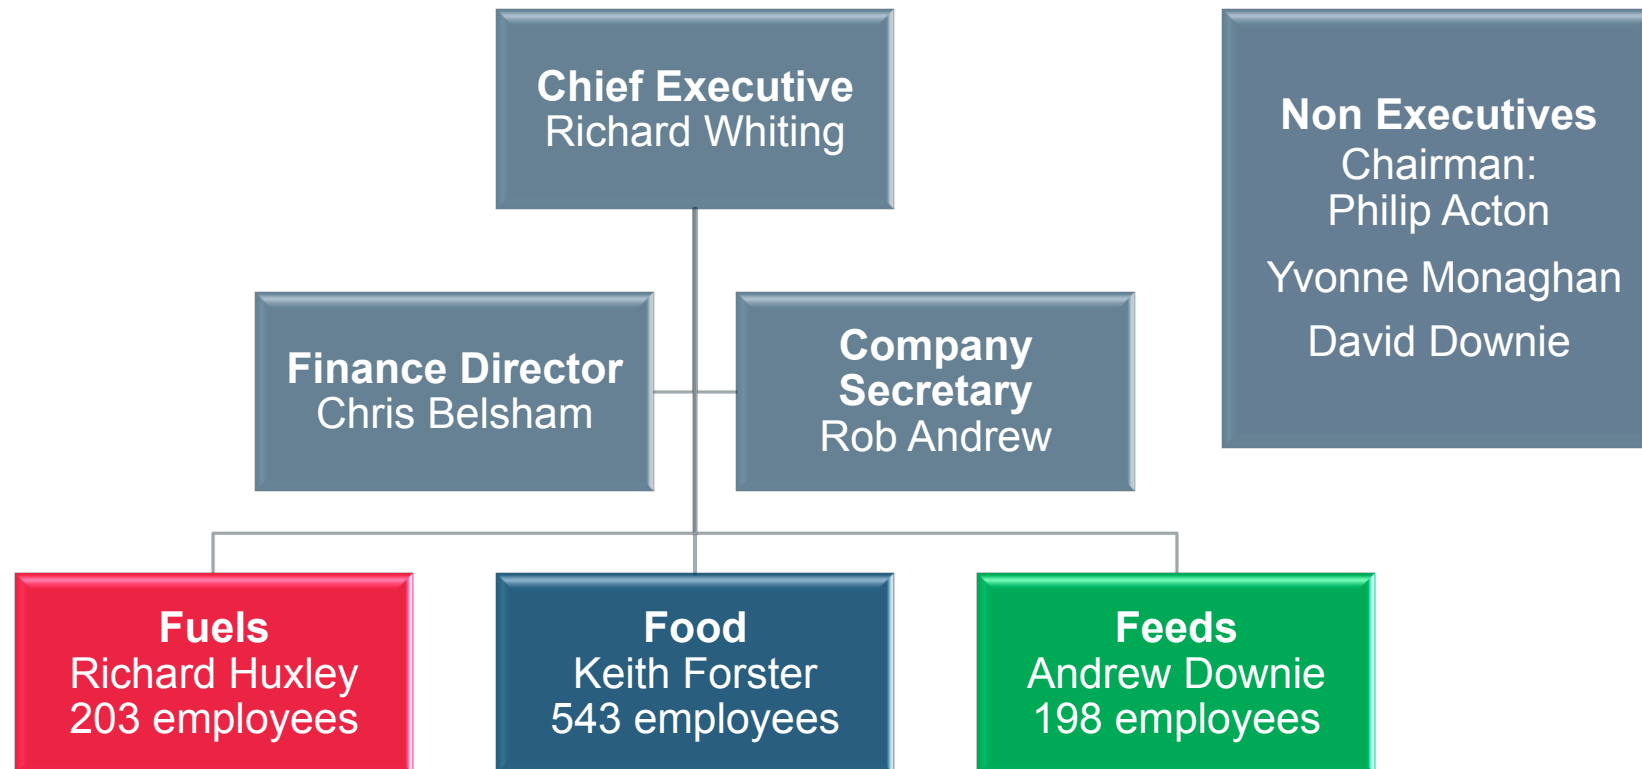 Chief Executive
Richard Whiting
Non Executives
Chairman:
Philip Acton
Yvonne Monaghan
David Downie
Finance Director
Chris Belsham
Company
Secretary
Rob Andrew
Fuels
Richard Huxley
203 employees
Food
Keith Forster
543 employees
Feeds
Andrew Downie
198 employees